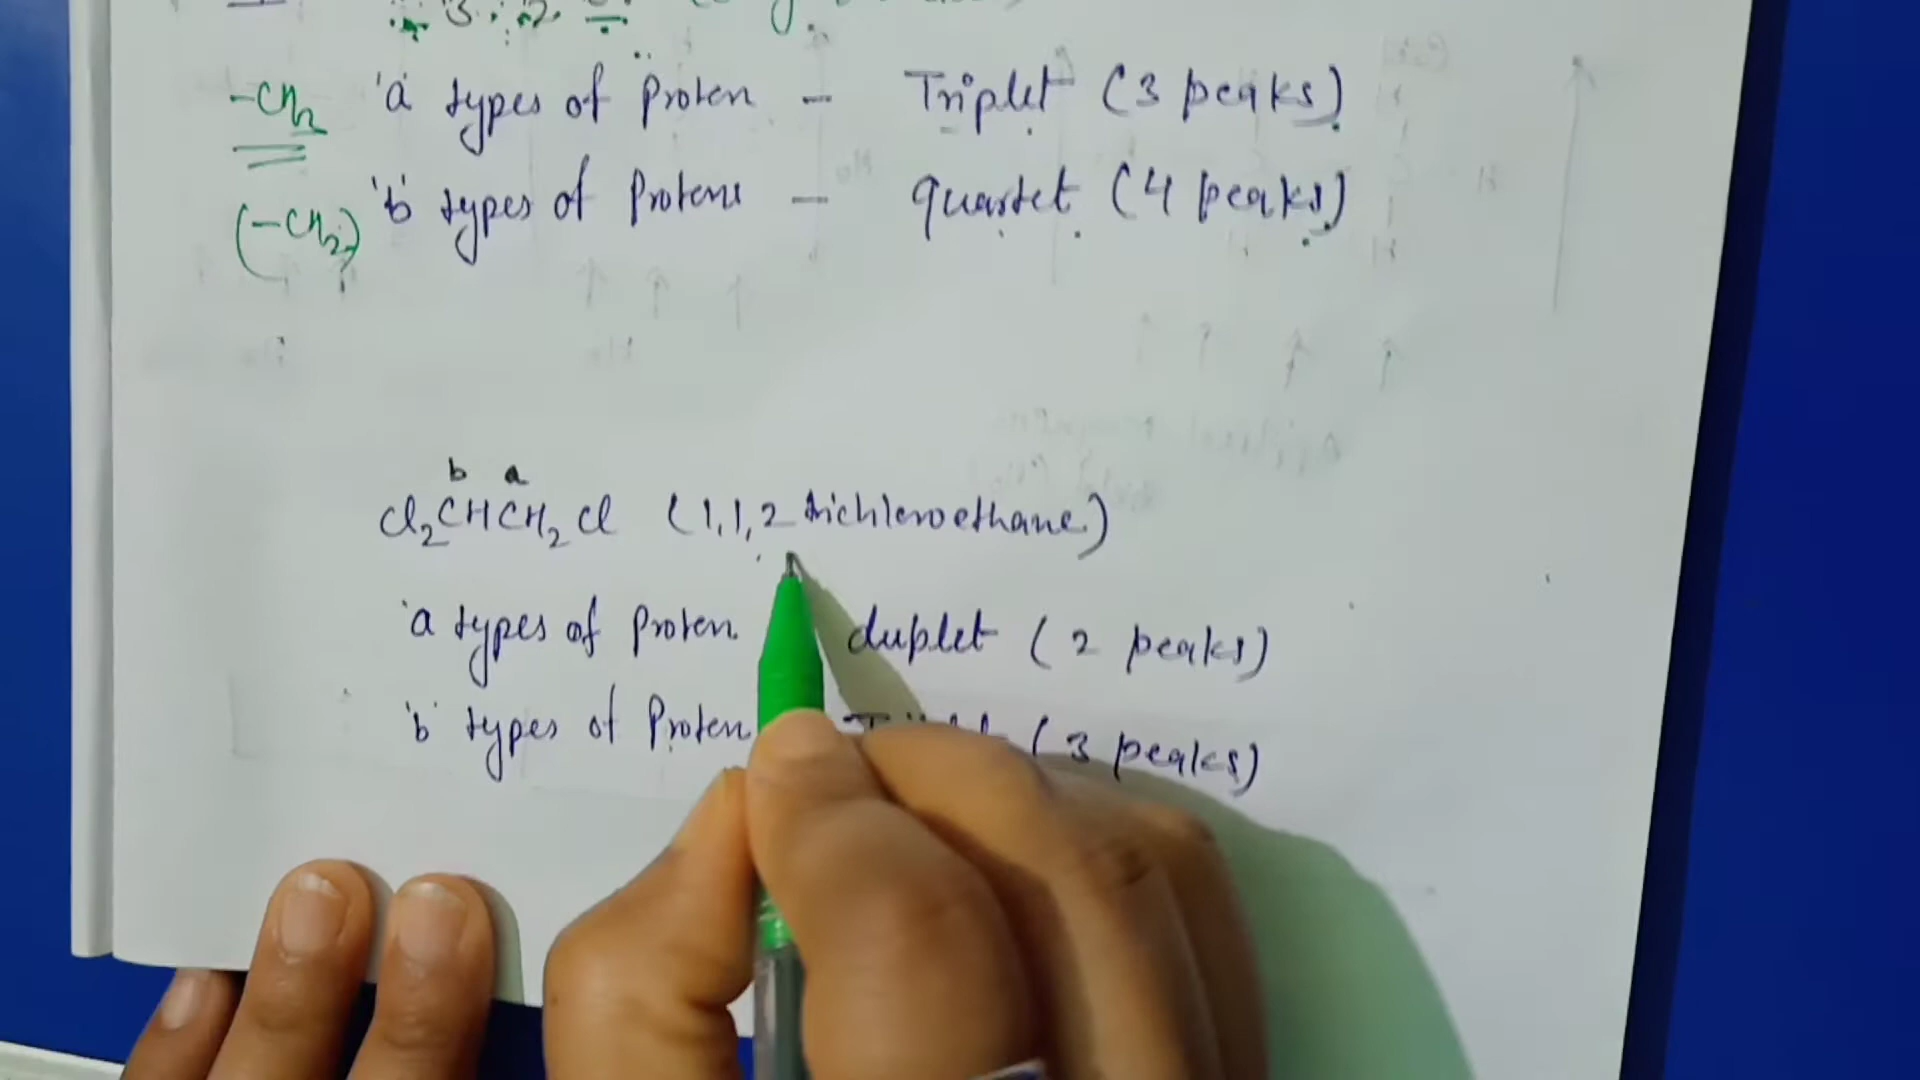 -CH 'a' types of Proton – Triplet (3 peaks)
(-CH2) 'b' types of Protons – quartet (4 peaks)
b a
Cl2CHCH2Cl (1,1,2 trichloroethane)
'a types of Proton duplet (2 peaks)
'b' types of Proton (3 peaks)